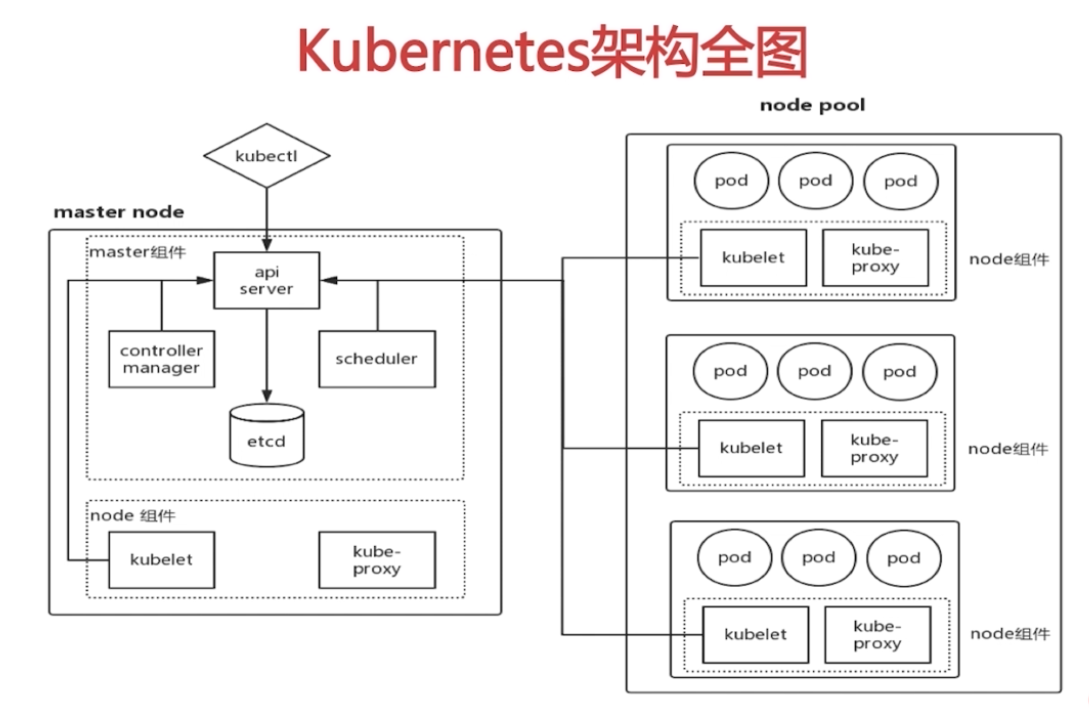 Kubernetes架构全图
node pool
kubectl
master node
master组件
api
server
controller
manager
scheduler
etcd
node 组件
kubelet
kube-
proxy
pod pod pod
kubelet
kube-
proxy
node组件
pod pod pod
kubelet
kube-
proxy
node组件
pod pod pod
kubelet
kube-
proxy
node组件